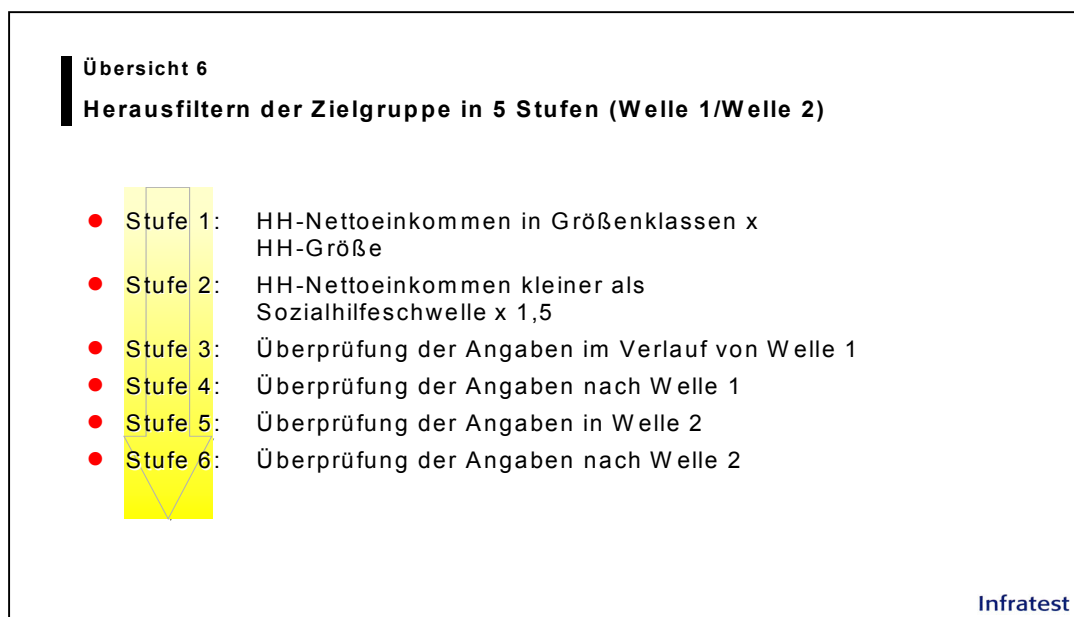 Übersicht 6
Herausfiltern der Zielgruppe in 5 Stufen (Welle 1/Welle 2)
Stufe 1: HH-Nettoeinkommen in Größenklassen x
HH-Größe
Stufe 2: HH-Nettoeinkommen kleiner als
Sozialhilfeschwelle x 1,5
Stufe 3: Überprüfung der Angaben im Verlauf von Welle 1
Stufe 4: Überprüfung der Angaben nach Welle 1
Stufe 5: Überprüfung der Angaben in Welle 2
Stufe 6: Überprüfung der Angaben nach Welle 2
Infratest